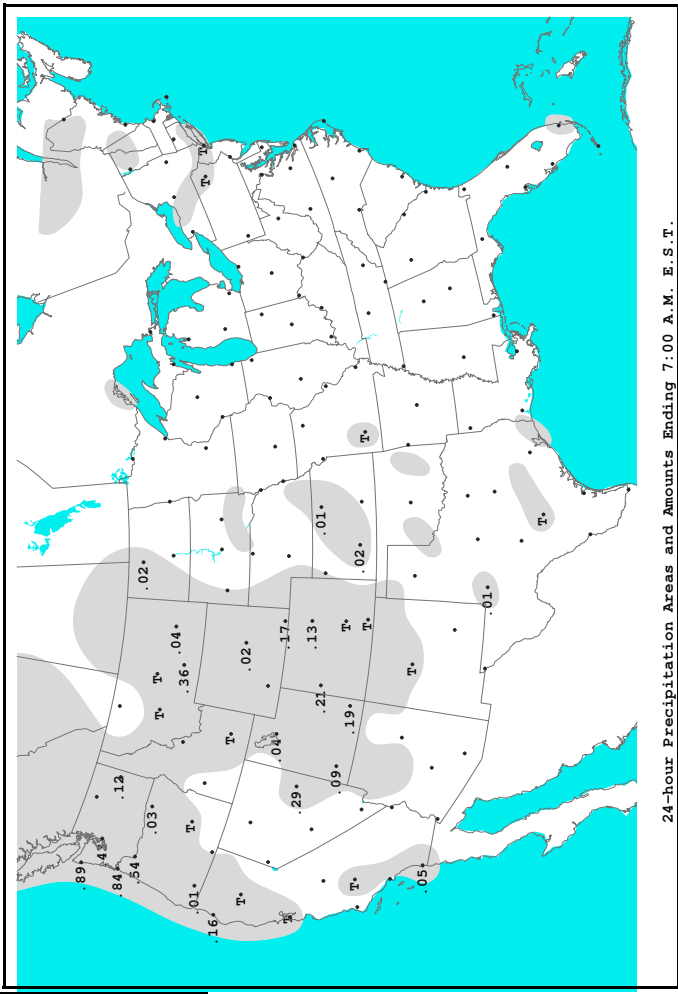 .89
.43
.84
.12
.54
.02
.03
T
T
.04
.36
T
.01
T
T
.16
T
T
.02
.04
.17
T
.29
.13
.21
.01
.09
T
.19
T
.02
T
T
T
.05
.01
T
24-hour Precipitation Areas and Amounts Ending 7:00 A.M. E.S.T.